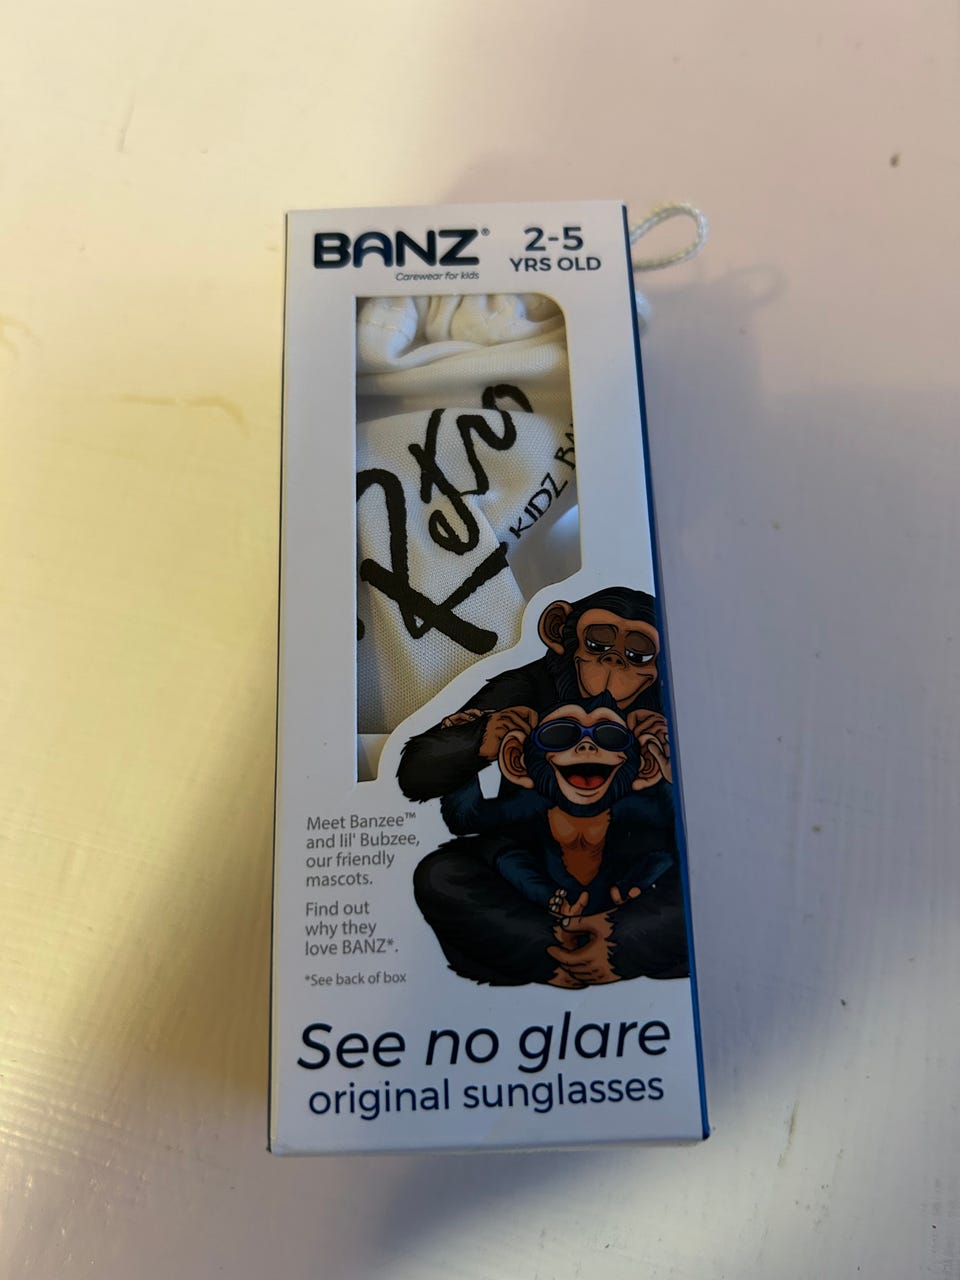 BANZ®
Carewear for kids
2-5
YRS OLD
Retro
KIDZ
Meet Banzee™
and lil' Bubzee,
our friendly
mascots.
Find out
why they
love BANZ*.
*See back of box
See no glare
original sunglasses